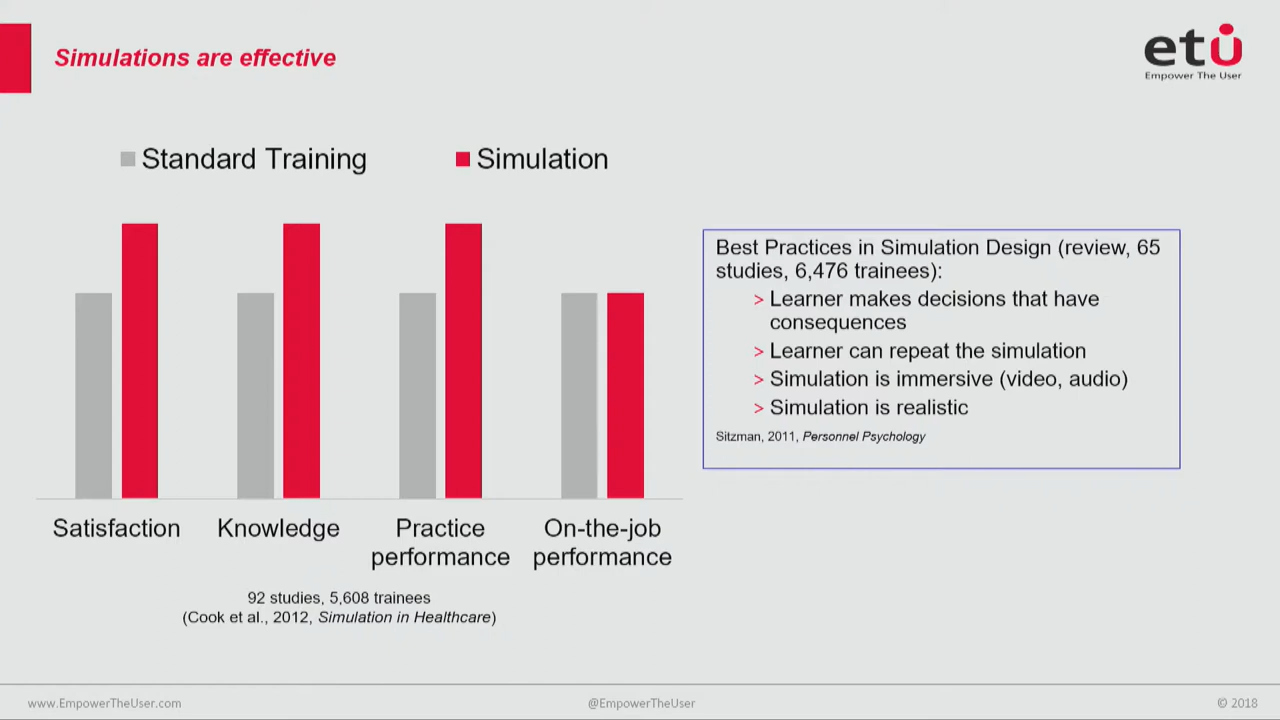 Simulations are effective
etu
Empower The User
Standard Training
Simulation
Best Practices in Simulation Design (review, 65
studies, 6,476 trainees):
> Learner makes decisions that have
consequences
> Learner can repeat the simulation
> Simulation is immersive (video, audio)
> Simulation is realistic
Sitzman, 2011, Personnel Psychology
Satisfaction
Knowledge
Practice
performance
On-the-job
performance
92 studies, 5,608 trainees
(Cook et al., 2012, Simulation in Healthcare)
www.EmpowerTheUser.com
@EmpowerTheUser
© 2018